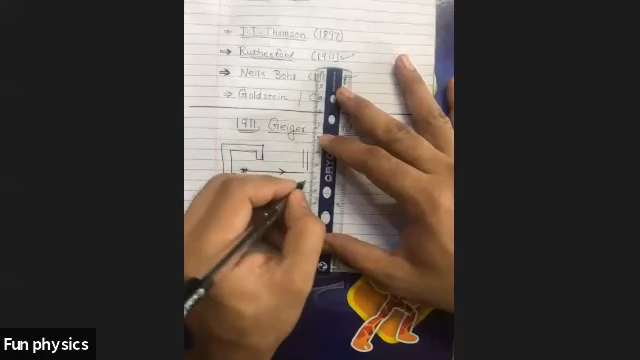 ⇒ J.J. Thomson (1897)
⇒ Rutherford (1911)
⇒ Neils Bohr
⇒ Goldstein /
1911 Geiger
Fun physics